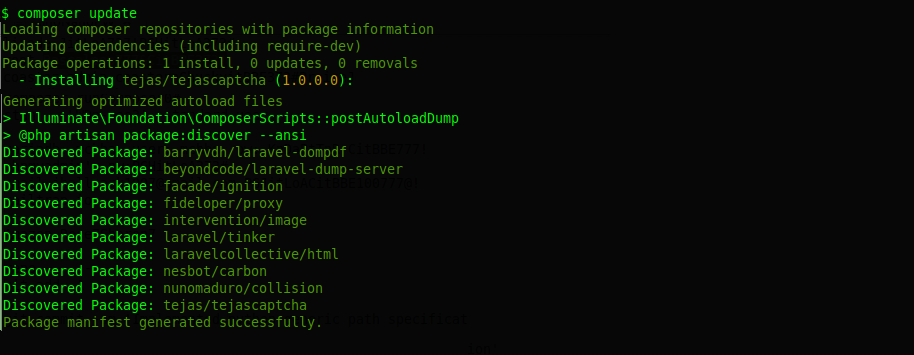 $ composer update
Loading composer repositories with package information
Updating dependencies (including require-dev)
Package operations: 1 install, 0 updates, 0 removals
- Installing tejas/tejascaptcha (1.0.0.0):
Generating optimized autoload files
> Illuminate\Foundation\ComposerScripts::postAutoloadDump
> @php artisan package:discover --ansi
Discovered Package: barryvdh/laravel-dompdf
Discovered Package: beyondcode/laravel-dump-server
Discovered Package: facade/ignition
Discovered Package: fideloper/proxy
Discovered Package: intervention/image
Discovered Package: laravel/tinker
Discovered Package: laravelcollective/html
Discovered Package: nesbot/carbon
Discovered Package: nunomaduro/collision
Discovered Package: tejas/tejascaptcha
Package manifest generated successfully.